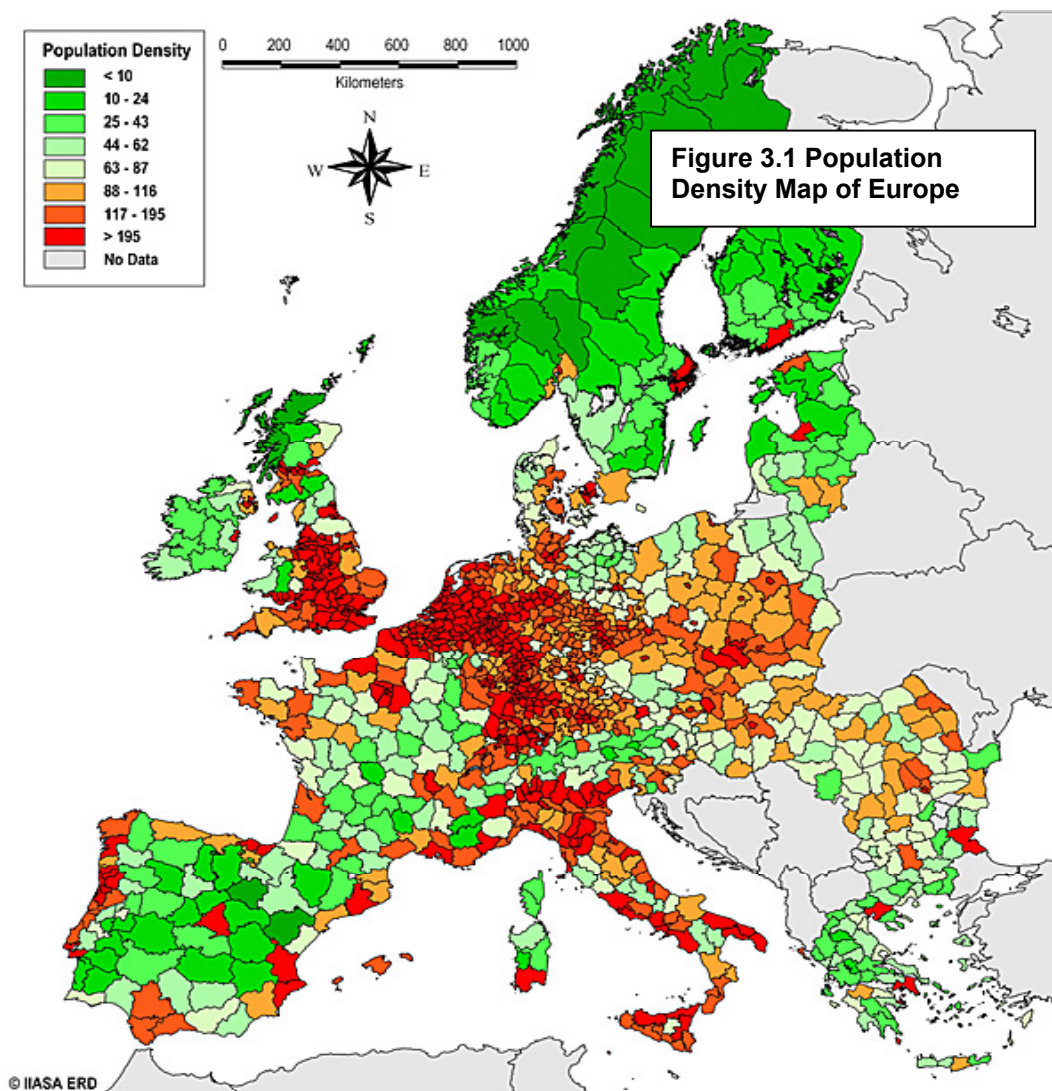 Population Density
< 10
10 - 24
25 - 43
44 - 62
63 - 87
88 - 116
117 - 195
> 195
No Data
0 200 400 600 800 1000
Kilometers
N
W E
S
Figure 3.1 Population
Density Map of Europe
© IIASA ERD